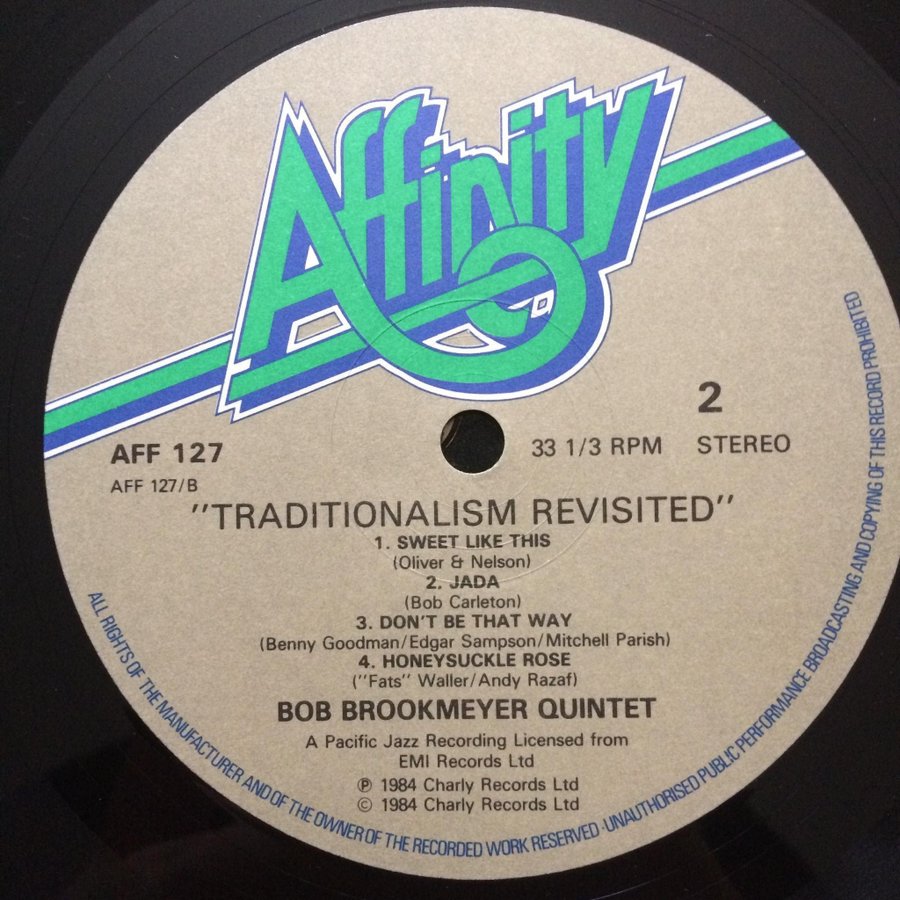 Affinity
2
AFF 127
33 1/3 RPM
STEREO
AFF 127/B
"TRADITIONALISM REVISITED"
1. SWEET LIKE THIS
(Oliver & Nelson)
2. JADA
(Bob Carleton)
3. DON'T BE THAT WAY
(Benny Goodman/Edgar Sampson/Mitchell Parish)
4. HONEYSUCKLE ROSE
("Fats" Waller/Andy Razaf)
BOB BROOKMEYER QUINTET
A Pacific Jazz Recording Licensed from
EMI Records Ltd
℗ 1984 Charly Records Ltd
© 1984 Charly Records Ltd
ALL RIGHTS OF THE MANUFACTURER AND OF THE OWNER OF THE RECORDED WORK RESERVED · UNAUTHORISED PUBLIC PERFORMANCE BROADCASTING AND COPYING OF THIS RECORD PROHIBITED